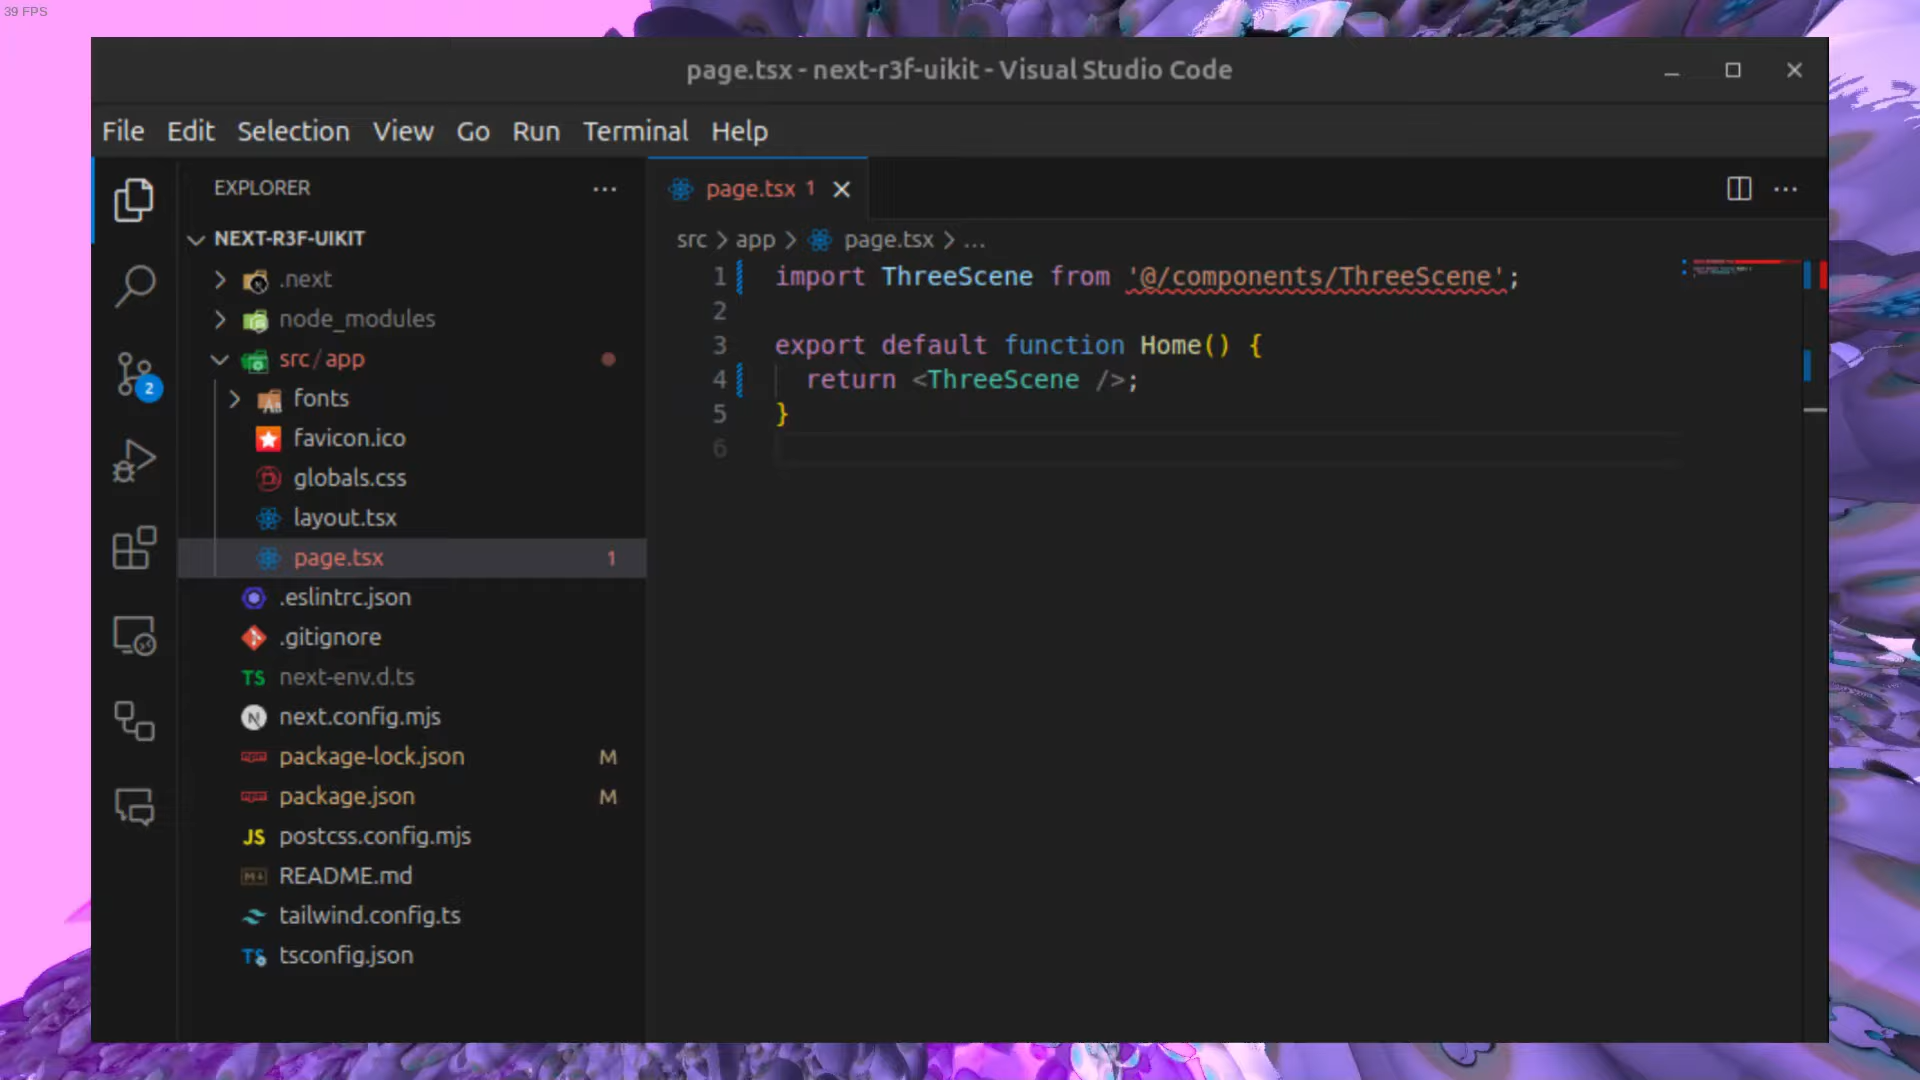 39 FPS
page.tsx - next-r3f-uikit - Visual Studio Code
File Edit Selection View Go Run Terminal Help
EXPLORER
NEXT-R3F-UIKIT
.next
node_modules
src/app
fonts
favicon.ico
globals.css
layout.tsx
page.tsx 1
.eslintrc.json
.gitignore
TS next-env.d.ts
next.config.mjs
package-lock.json M
package.json M
JS postcss.config.mjs
README.md
tailwind.config.ts
TS tsconfig.json
2
page.tsx 1
src > app > page.tsx > ...
1 import ThreeScene from '@/components/ThreeScene';
2
3 export default function Home() {
4 return <ThreeScene />;
5 }
6